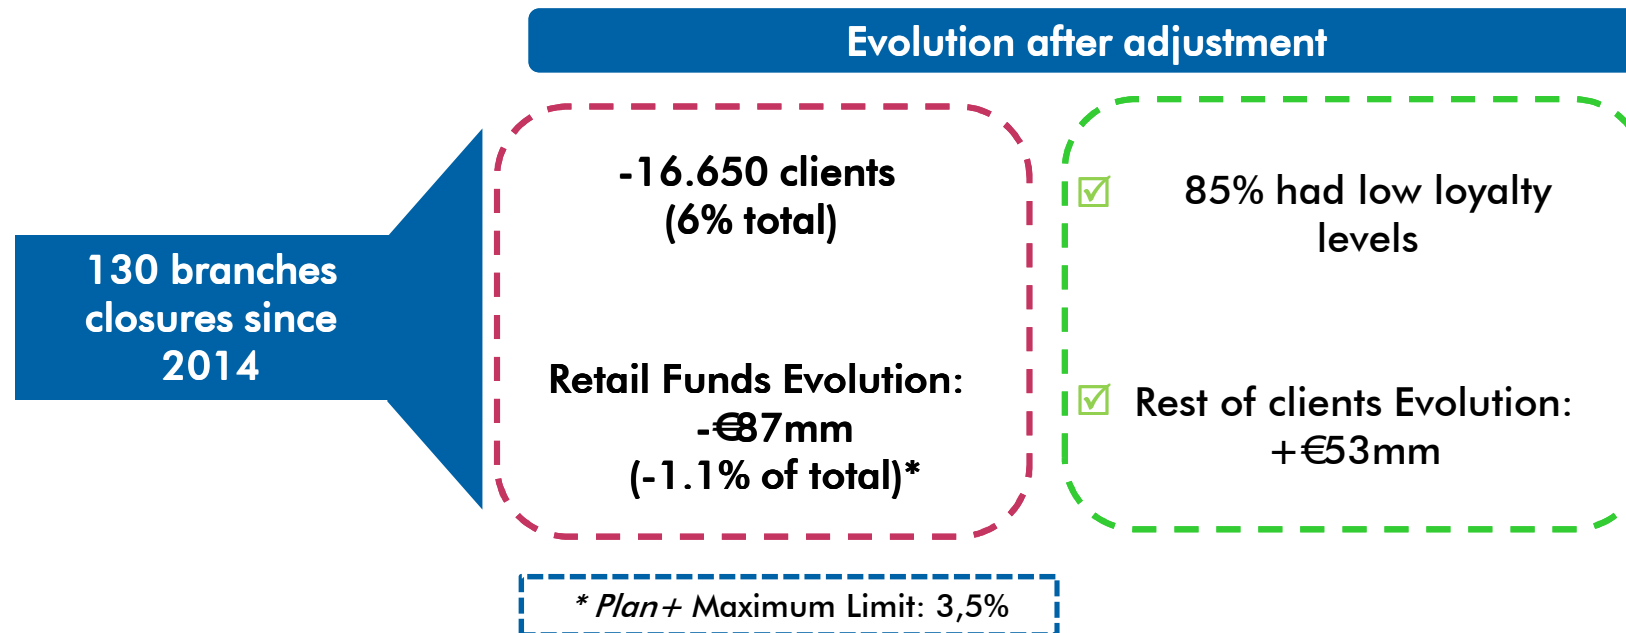 Evolution after adjustment
130 branches
closures since
2014
-16.650 clients
(6% total)
Retail Funds Evolution:
-€87mm
(-1.1% of total)*
85% had low loyalty
levels
Rest of clients Evolution:
+€53mm
* Plan+ Maximum Limit: 3,5%